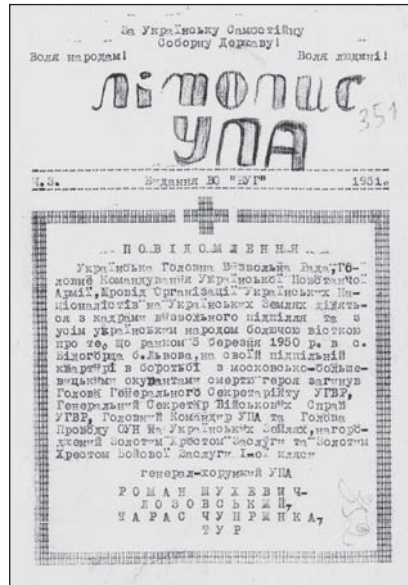 За Українську Самостійну
Соборну Державу!
Воля народам! Воля людині!
Літопис
351
УПА
Ч.3. Видання ВО "БУГ" 1951.
ПОВІДОМЛЕННЯ
Українська Головна Визвольна Рада, Го-
ловне Командування Української Повстанчої
Армії, Провід Організації Українських На-
ціоналістів на Українських Землях ділять-
ся з кадрами визвольного підпілля та з
усім українським народом болючою вісткою
про те, що ранком 5 березня 1950 р. в с.
Білогорща б. Львова, на своїй підпільній
квартирі в боротьбі з московсько-больше-
вицькими окупантами смертю героя загинув
Голова Генерального Секретаріяту УГВР,
Генеральний Секретар Військових Справ
УГВР, Головний Командир УПА та Голова
Проводу ОУН на Українських Землях, нагоро-
джений Золотим Хрестом Заслуги та Золотим
Хрестом Бойової Заслуги І-ої кляси
генерал-хорунжий УПА
РОМАН ШУХЕВИЧ-
ЛОЗОВСЬКИЙ,
ТАРАС ЧУПРИНКА,
ТУР